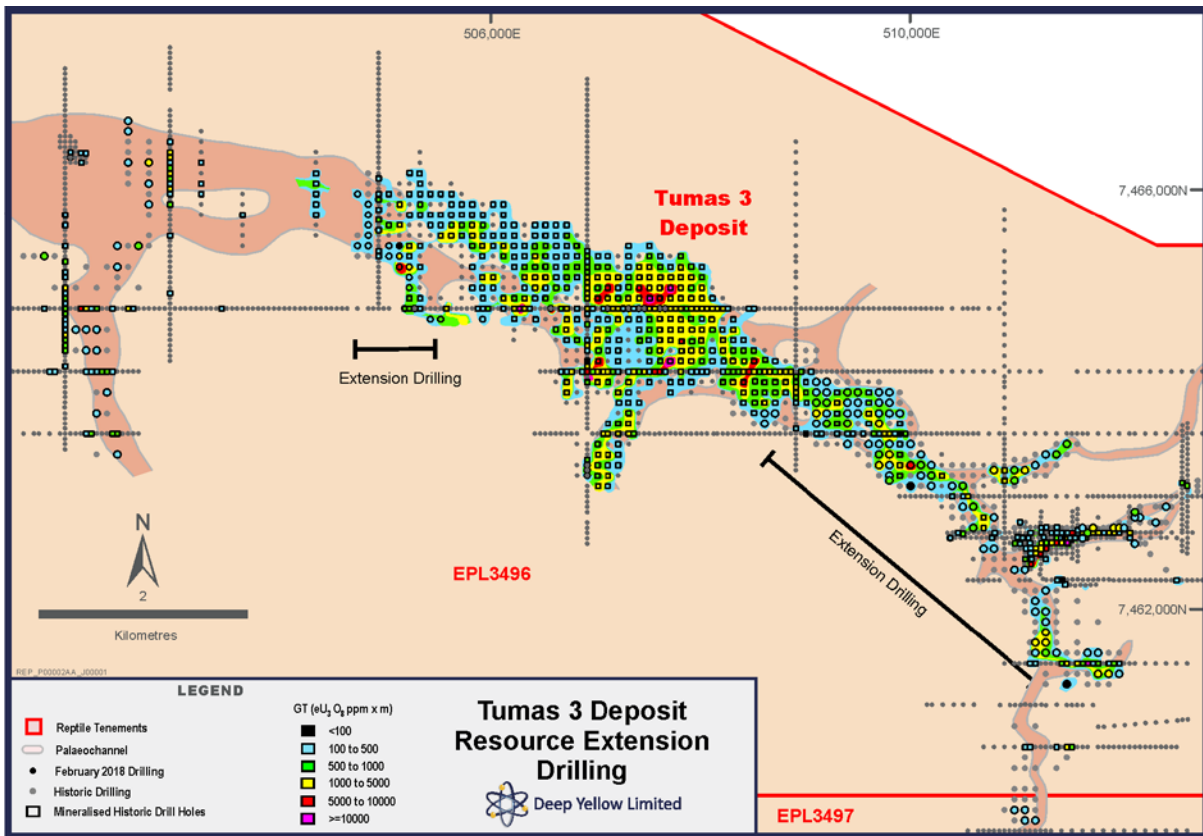 506,000E
510,000E
7,466,000N
Tumas 3
Deposit
Extension Drilling
Extension Drilling
N
2
Kilometres
EPL3496
7,462,000N
REP_P00002AA_J00001
LEGEND
Reptile Tenements
Palaeochannel
February 2018 Drilling
Historic Drilling
Mineralised Historic Drill Holes
GT (eU₃ O₈ ppm x m)
<100
100 to 500
500 to 1000
1000 to 5000
5000 to 10000
>=10000
Tumas 3 Deposit
Resource Extension
Drilling
Deep Yellow Limited
EPL3497